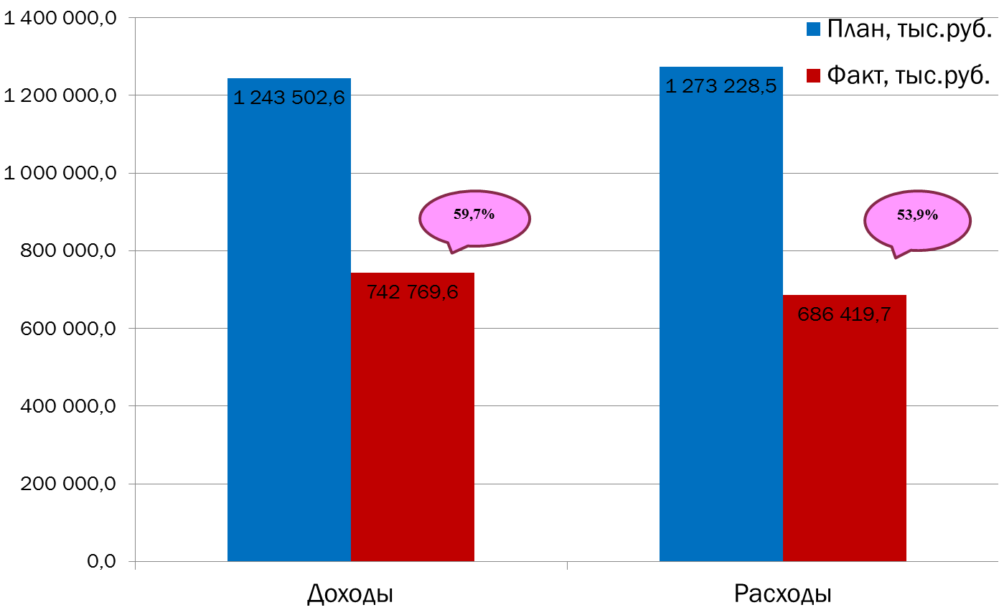 1 400 000,0
1 200 000,0
1 000 000,0
800 000,0
600 000,0
400 000,0
200 000,0
0,0
План, тыс.руб.
Факт, тыс.руб.
1 243 502,6
1 273 228,5
59,7%
53,9%
742 769,6
686 419,7
Доходы
Расходы